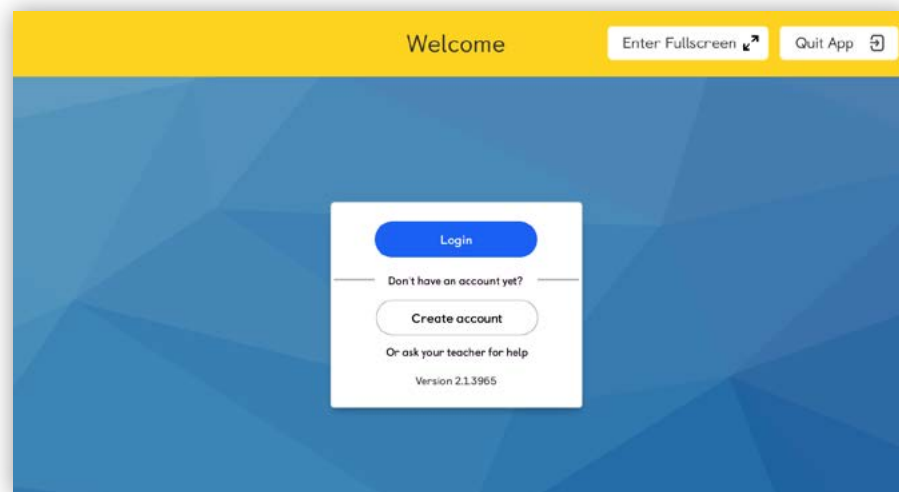 Welcome
Enter Fullscreen
Quit App
Login
Don't have an account yet?
Create account
Or ask your teacher for help
Version 2.1.3965